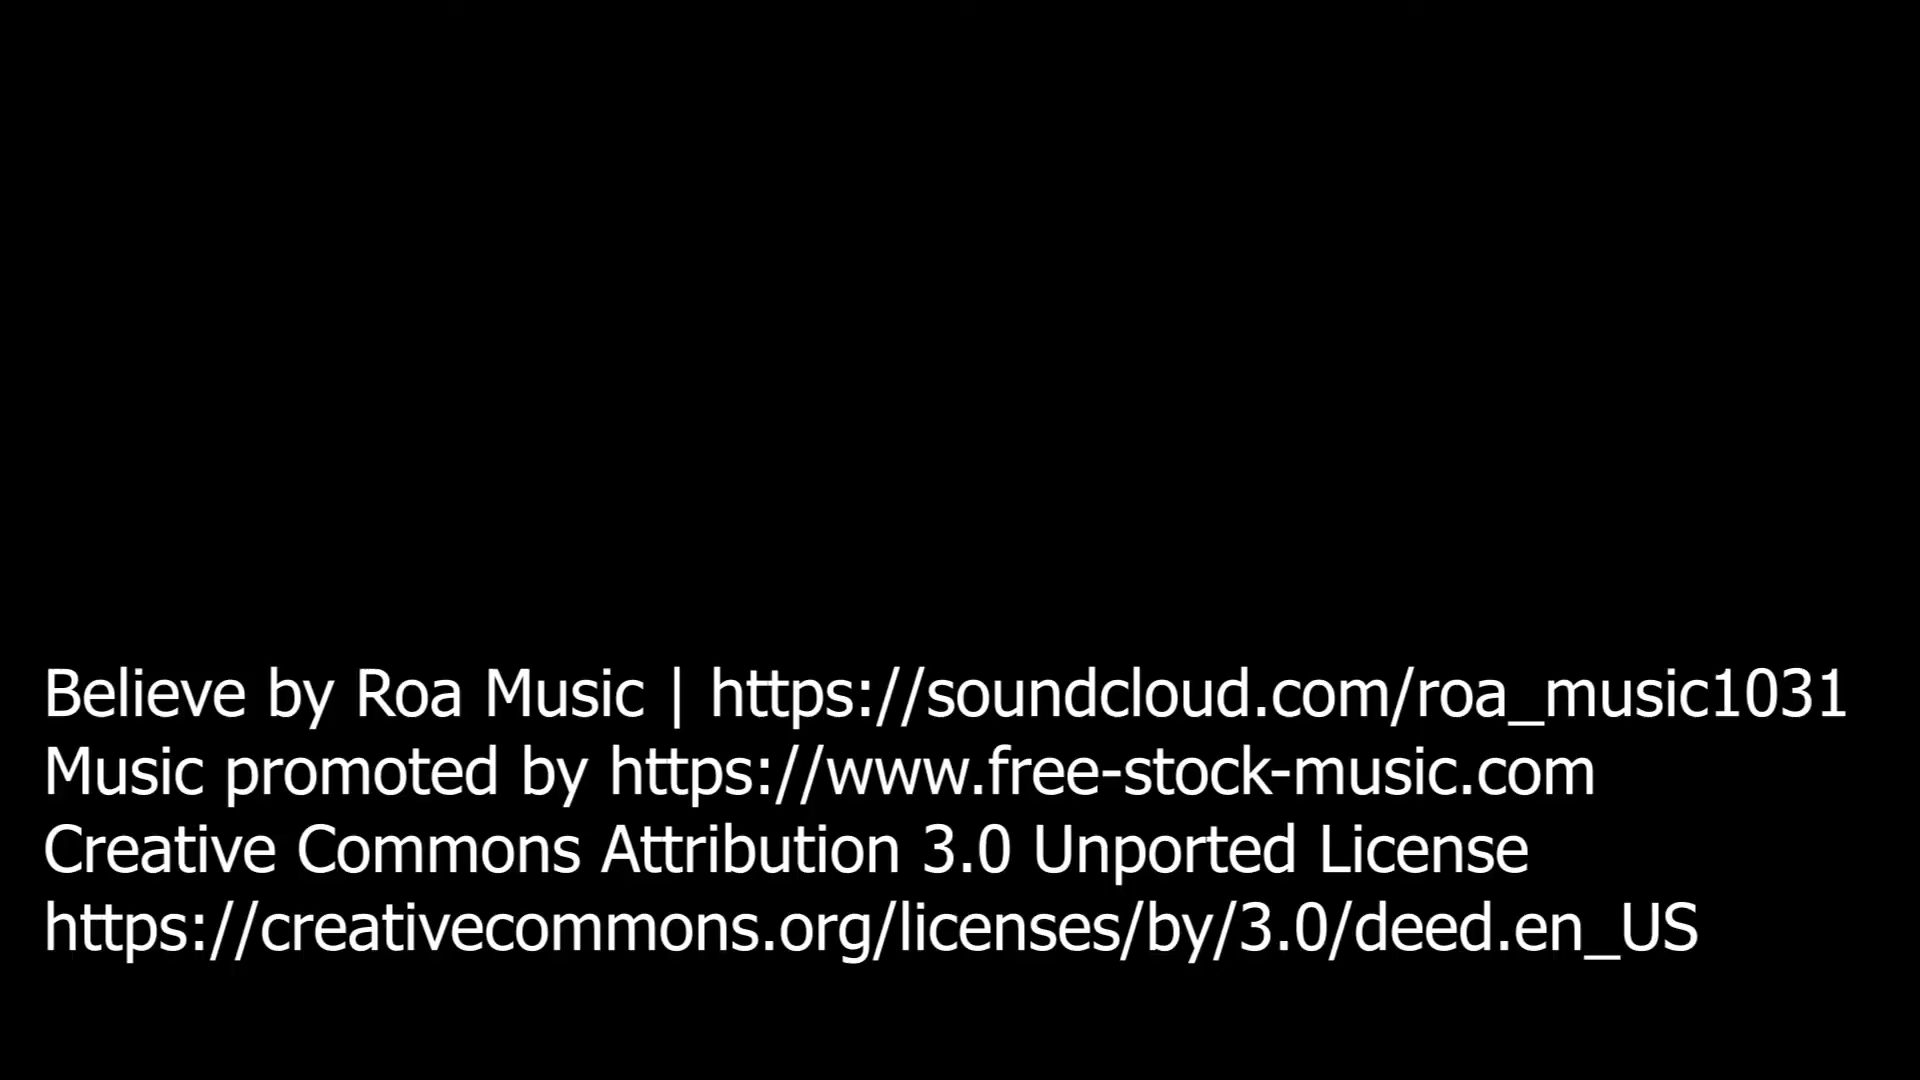 Believe by Roa Music | https://soundcloud.com/roa_music1031
Music promoted by https://www.free-stock-music.com
Creative Commons Attribution 3.0 Unported License
https://creativecommons.org/licenses/by/3.0/deed.en_US